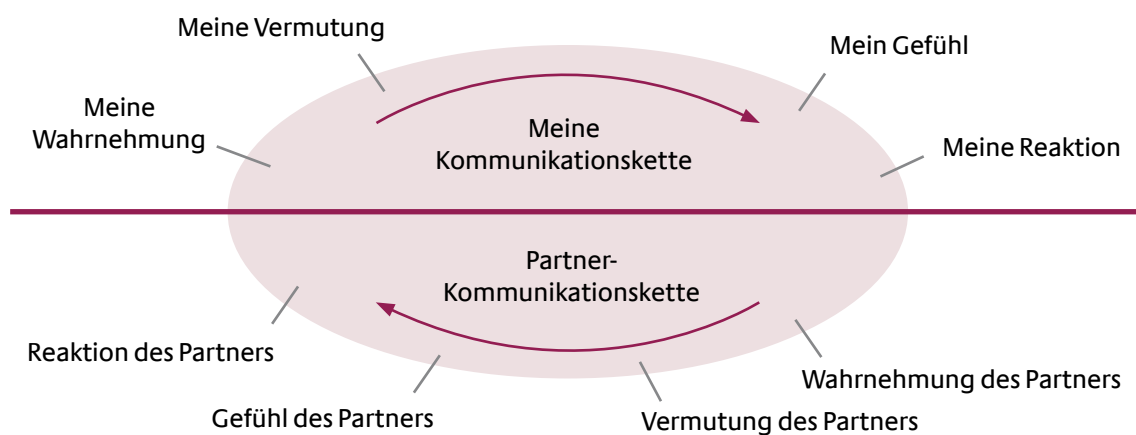 Meine Vermutung
Mein Gefühl
Meine
Wahrnehmung
Meine
Kommunikationskette
Meine Reaktion
Partner-
Kommunikationskette
Reaktion des Partners
Wahrnehmung des Partners
Gefühl des Partners
Vermutung des Partners